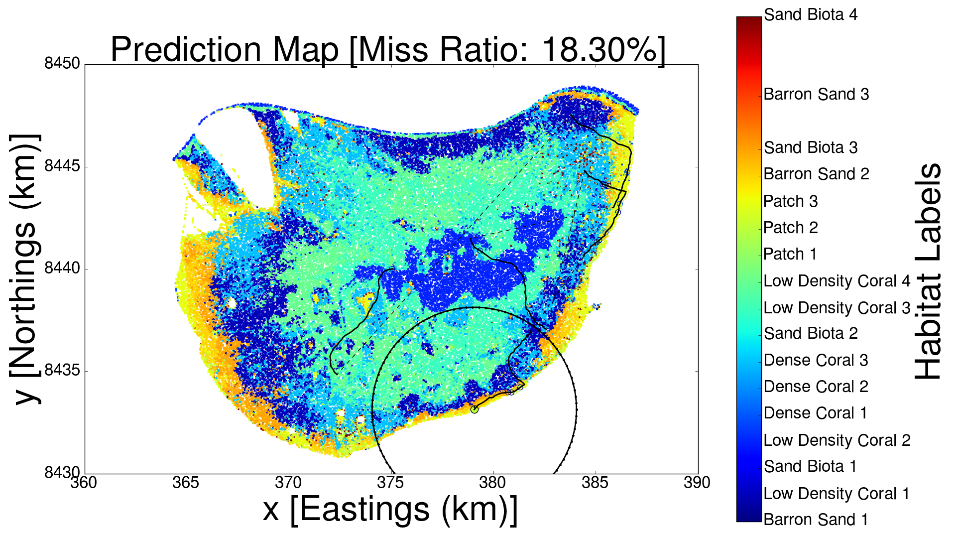 Prediction Map [Miss Ratio: 18.30%]
y [Northings (km)]
8450
8445
8440
8435
8430
360
365
370
375
380
385
390
x [Eastings (km)]
Sand Biota 4
Barron Sand 3
Sand Biota 3
Barron Sand 2
Patch 3
Patch 2
Patch 1
Low Density Coral 4
Low Density Coral 3
Sand Biota 2
Dense Coral 3
Dense Coral 2
Dense Coral 1
Low Density Coral 2
Sand Biota 1
Low Density Coral 1
Barron Sand 1
Habitat Labels